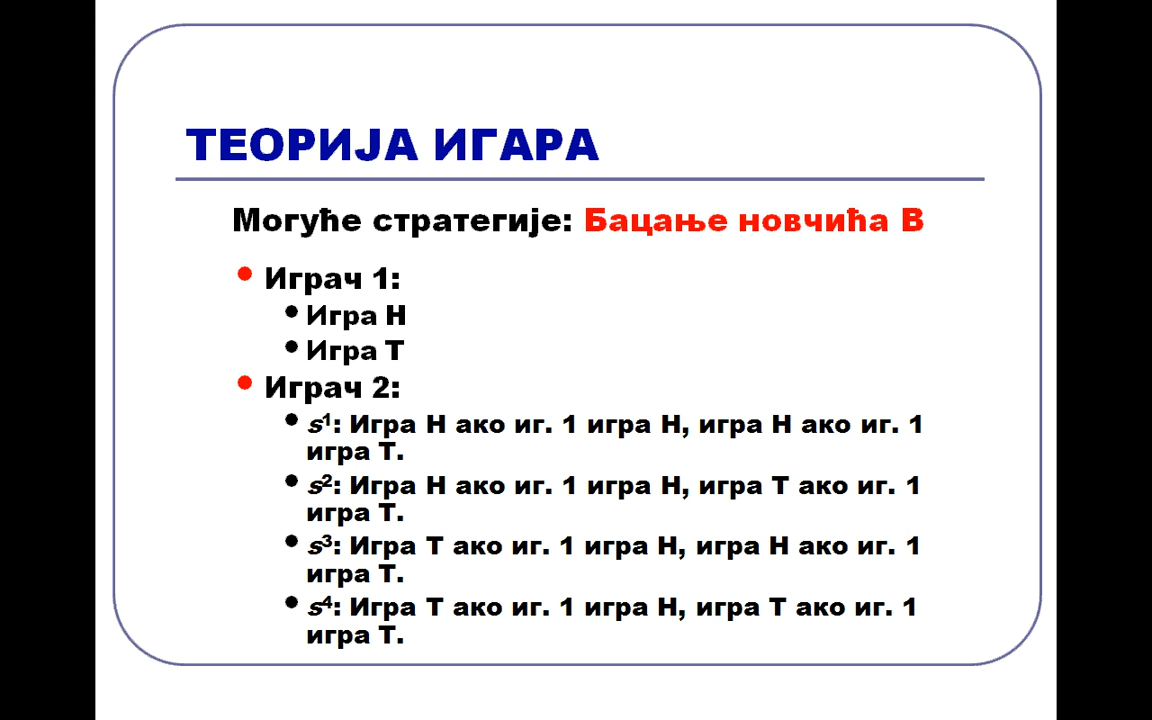 ТЕОРИЈА ИГАРА
Могуће стратегије: Бацање новчића В
• Играч 1:
• Игра Н
• Игра Т
• Играч 2:
• s¹: Игра Н ако иг. 1 игра Н, игра Н ако иг. 1
игра Т.
• s²: Игра Н ако иг. 1 игра Н, игра Т ако иг. 1
игра Т.
• s³: Игра Т ако иг. 1 игра Н, игра Н ако иг. 1
игра Т.
• s⁴: Игра Т ако иг. 1 игра Н, игра Т ако иг. 1
игра Т.